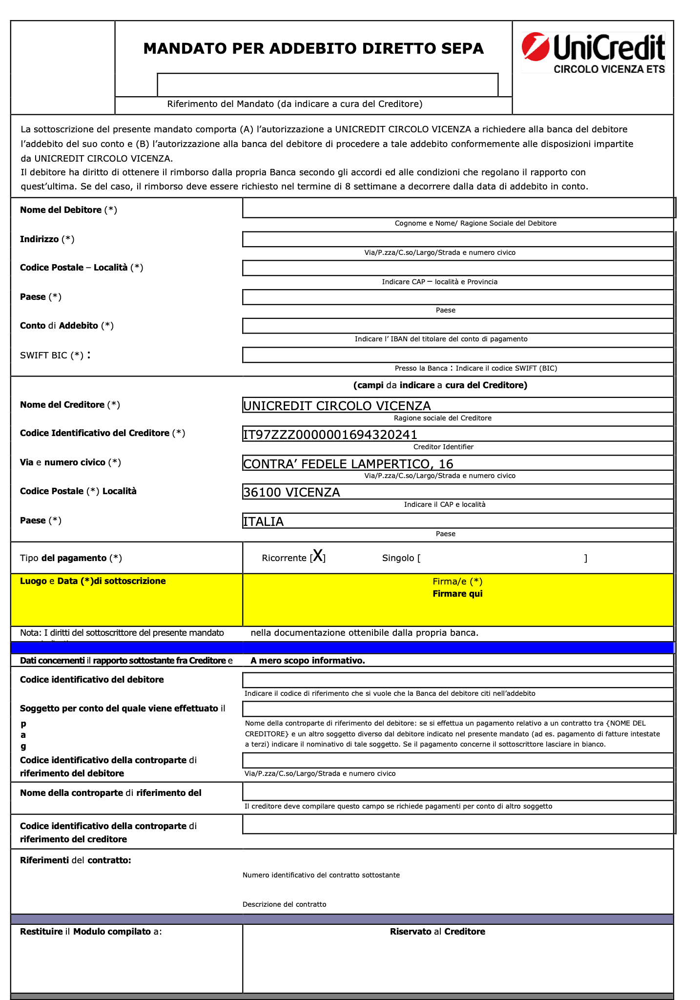 MANDATO PER ADDEBITO DIRETTO SEPA
UniCredit
CIRCOLO VICENZA ETS
Riferimento del Mandato (da indicare a cura del Creditore)
La sottoscrizione del presente mandato comporta (A) l’autorizzazione a UNICREDIT CIRCOLO VICENZA a richiedere alla banca del debitore
l’addebito del suo conto e (B) l’autorizzazione alla banca del debitore di procedere a tale addebito conformemente alle disposizioni impartite
da UNICREDIT CIRCOLO VICENZA.
Il debitore ha diritto di ottenere il rimborso dalla propria Banca secondo gli accordi ed alle condizioni che regolano il rapporto con
quest’ultima. Se del caso, il rimborso deve essere richiesto nel termine di 8 settimane a decorrere dalla data di addebito in conto.
Nome del Debitore (*)
Cognome e Nome/ Ragione Sociale del Debitore
Indirizzo (*)
Via/P.zza/C.so/Largo/Strada e numero civico
Codice Postale – Località (*)
Indicare CAP – località e Provincia
Paese (*)
Paese
Conto di Addebito (*)
Indicare l’ IBAN del titolare del conto di pagamento
SWIFT BIC (*) :
Presso la Banca : Indicare il codice SWIFT (BIC)
(campi da indicare a cura del Creditore)
Nome del Creditore (*) UNICREDIT CIRCOLO VICENZA
Ragione sociale del Creditore
Codice Identificativo del Creditore (*) IT97ZZZ0000001694320241
Creditor Identifier
Via e numero civico (*) CONTRA’ FEDELE LAMPERTICO, 16
Via/P.zza/C.so/Largo/Strada e numero civico
Codice Postale (*) Località 36100 VICENZA
Indicare il CAP e località
Paese (*) ITALIA
Paese
Tipo del pagamento (*) Ricorrente [X] Singolo [ ]
Luogo e Data (*)di sottoscrizione Firma/e (*)
Firmare qui
Nota: I diritti del sottoscrittore del presente mandato nella documentazione ottenibile dalla propria banca.
Dati concernenti il rapporto sottostante fra Creditore e A mero scopo informativo.
Codice identificativo del debitore
Indicare il codice di riferimento che si vuole che la Banca del debitore citi nell’addebito
Soggetto per conto del quale viene effettuato il
p
a
g
Nome della controparte di riferimento del debitore: se si effettua un pagamento relativo a un contratto tra {NOME DEL
CREDITORE} e un altro soggetto diverso dal debitore indicato nel presente mandato (ad es. pagamento di fatture intestate
a terzi) indicare il nominativo di tale soggetto. Se il pagamento concerne il sottoscrittore lasciare in bianco.
Codice identificativo della controparte di
riferimento del debitore
Via/P.zza/C.so/Largo/Strada e numero civico
Nome della controparte di riferimento del
Il creditore deve compilare questo campo se richiede pagamenti per conto di altro soggetto
Codice identificativo della controparte di
riferimento del creditore
Riferimenti del contratto:
Numero identificativo del contratto sottostante
Descrizione del contratto
Restituire il Modulo compilato a: Riservato al Creditore